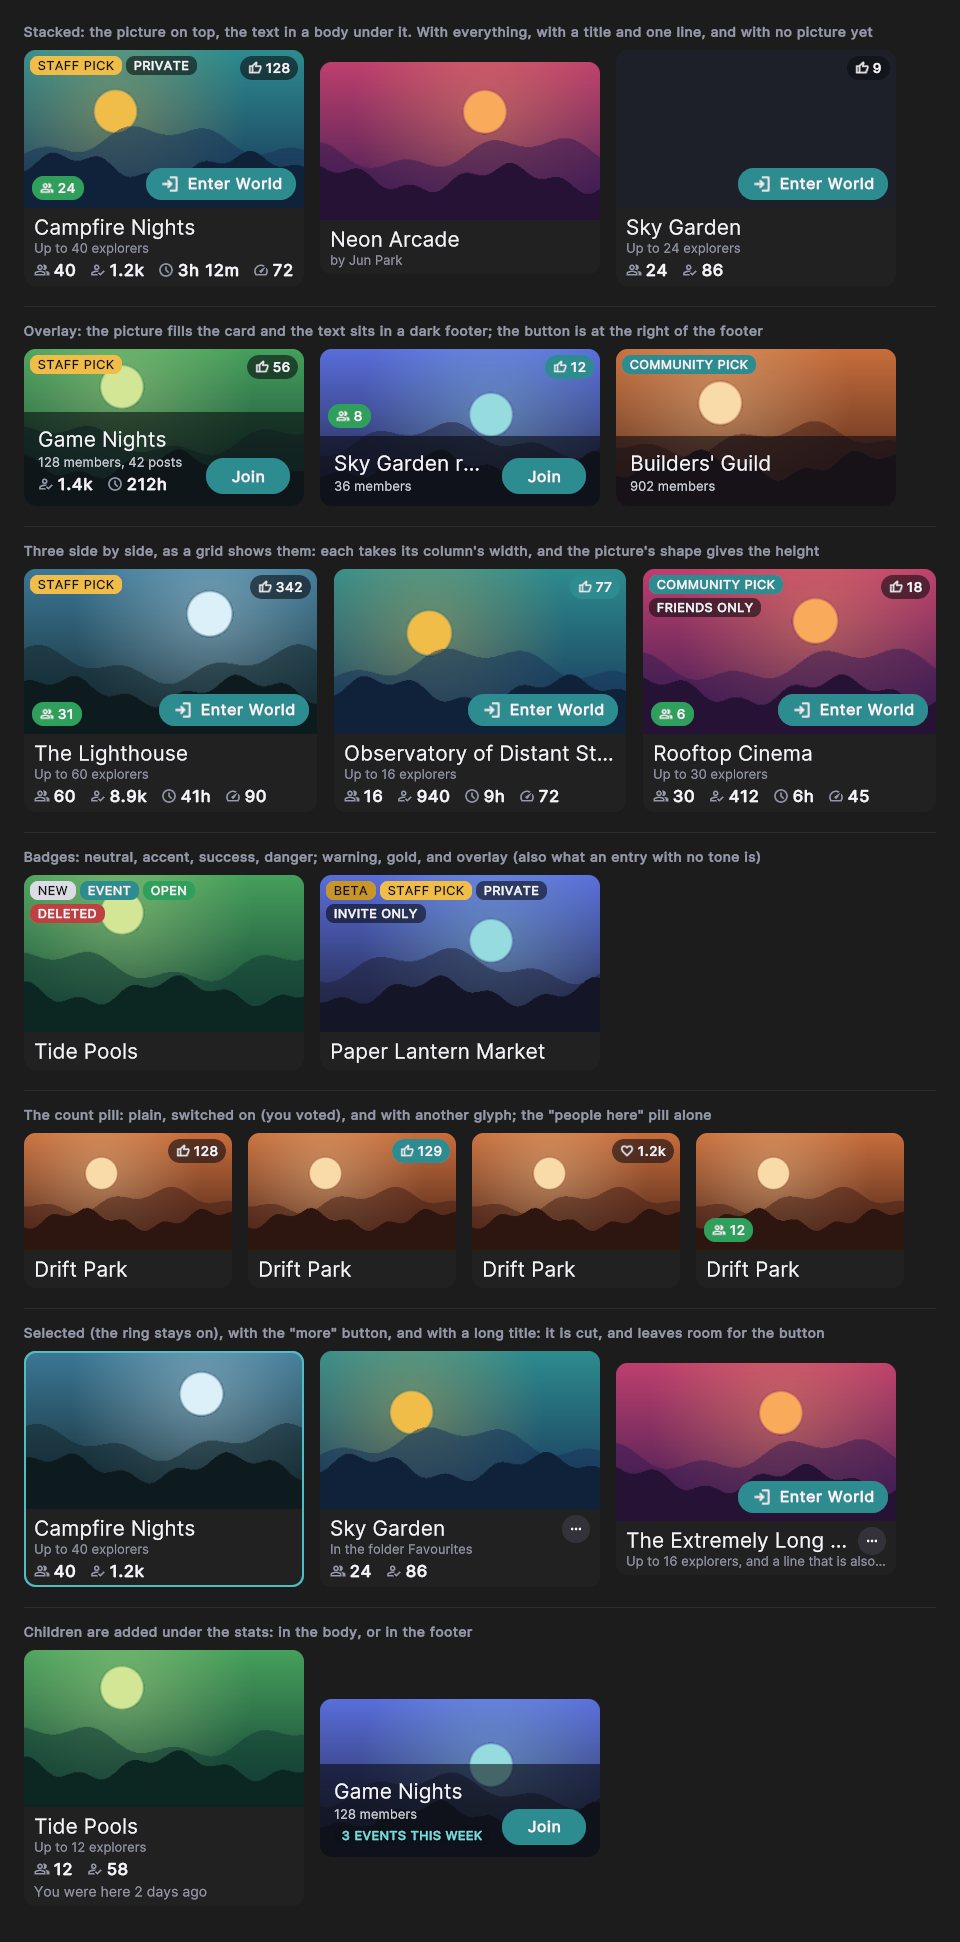 Stacked: the picture on top, the text in a body under it. With everything, with a title and one line, and with no picture yet
STAFF PICK PRIVATE 128
24 Enter World
Campfire Nights
Up to 40 explorers
40 1.2k 3h 12m 72
Neon Arcade
by Jun Park
9
Enter World
Sky Garden
Up to 24 explorers
24 86
Overlay: the picture fills the card and the text sits in a dark footer; the button is at the right of the footer
STAFF PICK 56
Game Nights
128 members, 42 posts
1.4k 212h
Join
12
8
Sky Garden r...
36 members
Join
COMMUNITY PICK
Builders' Guild
902 members
Three side by side, as a grid shows them: each takes its column's width, and the picture's shape gives the height
STAFF PICK 342
31 Enter World
The Lighthouse
Up to 60 explorers
60 8.9k 41h 90
77
Enter World
Observatory of Distant St...
Up to 16 explorers
16 940 9h 72
COMMUNITY PICK 18
FRIENDS ONLY
6 Enter World
Rooftop Cinema
Up to 30 explorers
30 412 6h 45
Badges: neutral, accent, success, danger; warning, gold, and overlay (also what an entry with no tone is)
NEW EVENT OPEN
DELETED
Tide Pools
BETA STAFF PICK PRIVATE
INVITE ONLY
Paper Lantern Market
The count pill: plain, switched on (you voted), and with another glyph; the "people here" pill alone
128
Drift Park
129
Drift Park
1.2k
Drift Park
12
Drift Park
Selected (the ring stays on), with the "more" button, and with a long title: it is cut, and leaves room for the button
Campfire Nights
Up to 40 explorers
40 1.2k
Sky Garden
In the folder Favourites
24 86
Enter World
The Extremely Long ...
Up to 16 explorers, and a line that is also...
Children are added under the stats: in the body, or in the footer
Tide Pools
Up to 12 explorers
12 58
You were here 2 days ago
Game Nights
128 members
3 EVENTS THIS WEEK
Join